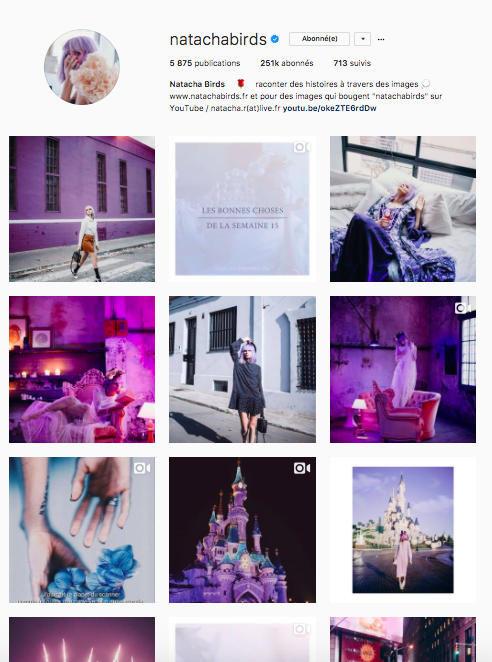 natachabirds Abonné(e)
5 875 publications 251k abonnés 713 suivis
Natacha Birds raconter des histoires à travers des images
www.natachabirds.fr et pour des images qui bougent "natachabirds" sur
YouTube / natacha.r(at)live.fr youtu.be/okeZTE6rdDw
LES BONNES CHOSES
DE LA SEMAINE 15